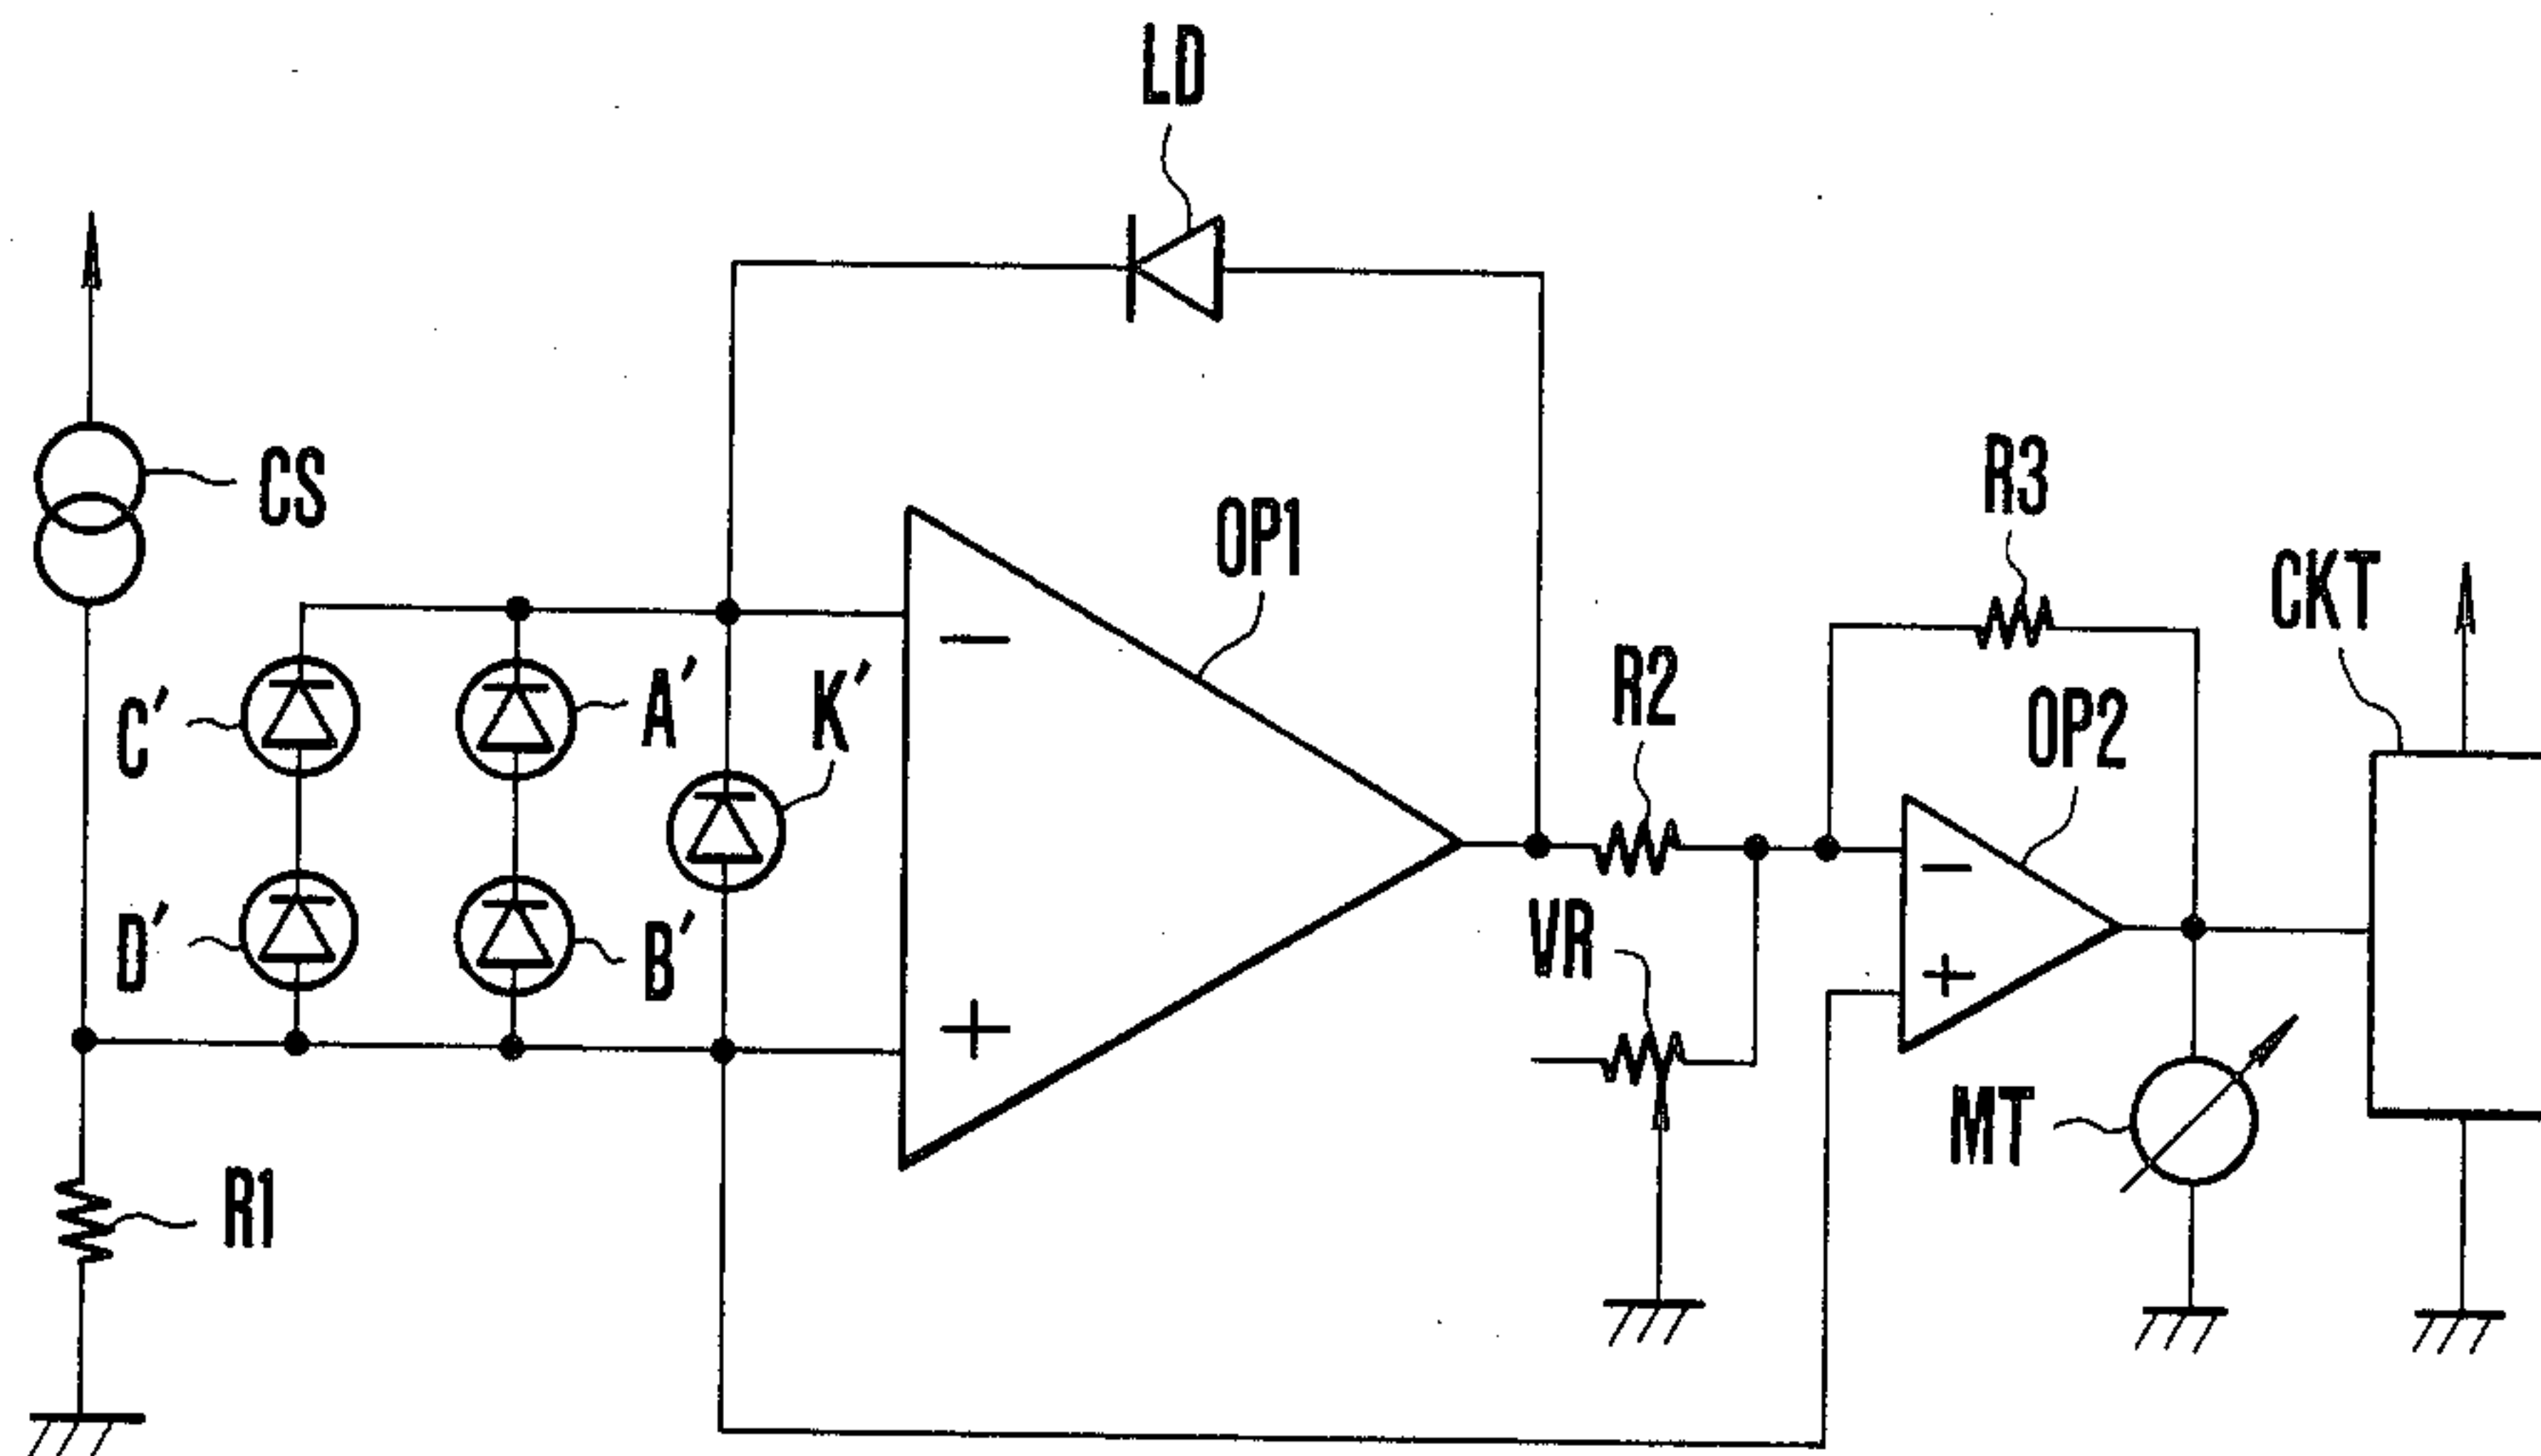 LD
CS
OP1
R3
CKT
C'
A'
K'
R2
OP2
D'
B'
VR
MT
R1
−
+
−
+